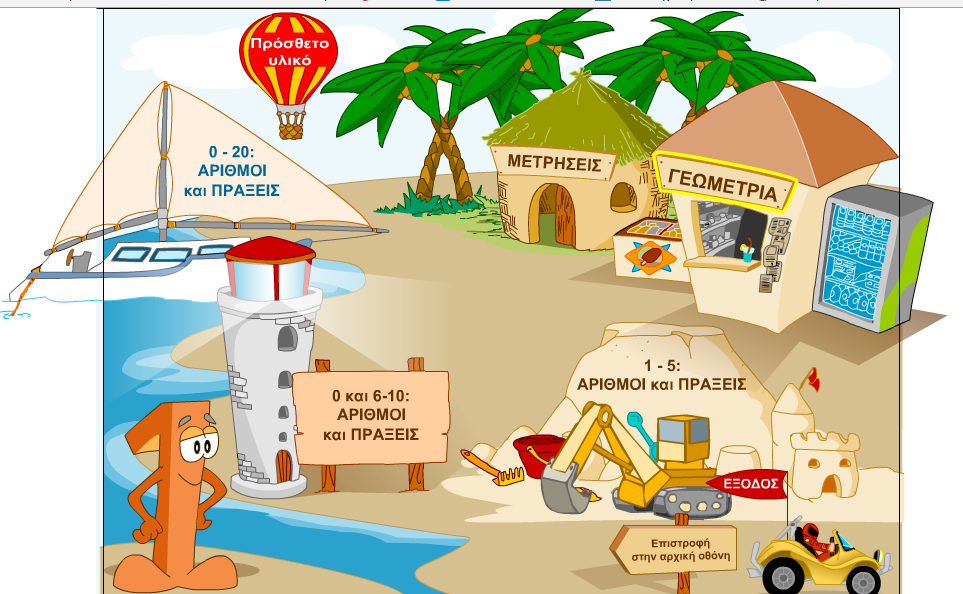 Πρόσθετο
υλικό
0 - 20:
ΑΡΙΘΜΟΙ
και ΠΡΑΞΕΙΣ
ΜΕΤΡΗΣΕΙΣ
ΓΕΩΜΕΤΡΙΑ
0 και 6-10:
ΑΡΙΘΜΟΙ
και ΠΡΑΞΕΙΣ
1 - 5:
ΑΡΙΘΜΟΙ και ΠΡΑΞΕΙΣ
ΕΞΟΔΟΣ
Επιστροφή
στην αρχική οθόνη